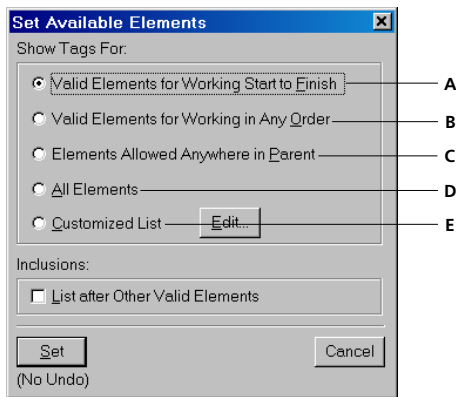 Set Available Elements
Show Tags For:
Valid Elements for Working Start to Finish
A
Valid Elements for Working in Any Order
B
Elements Allowed Anywhere in Parent
C
All Elements
D
Customized List
Edit...
E
Inclusions:
List after Other Valid Elements
Set
Cancel
(No Undo)